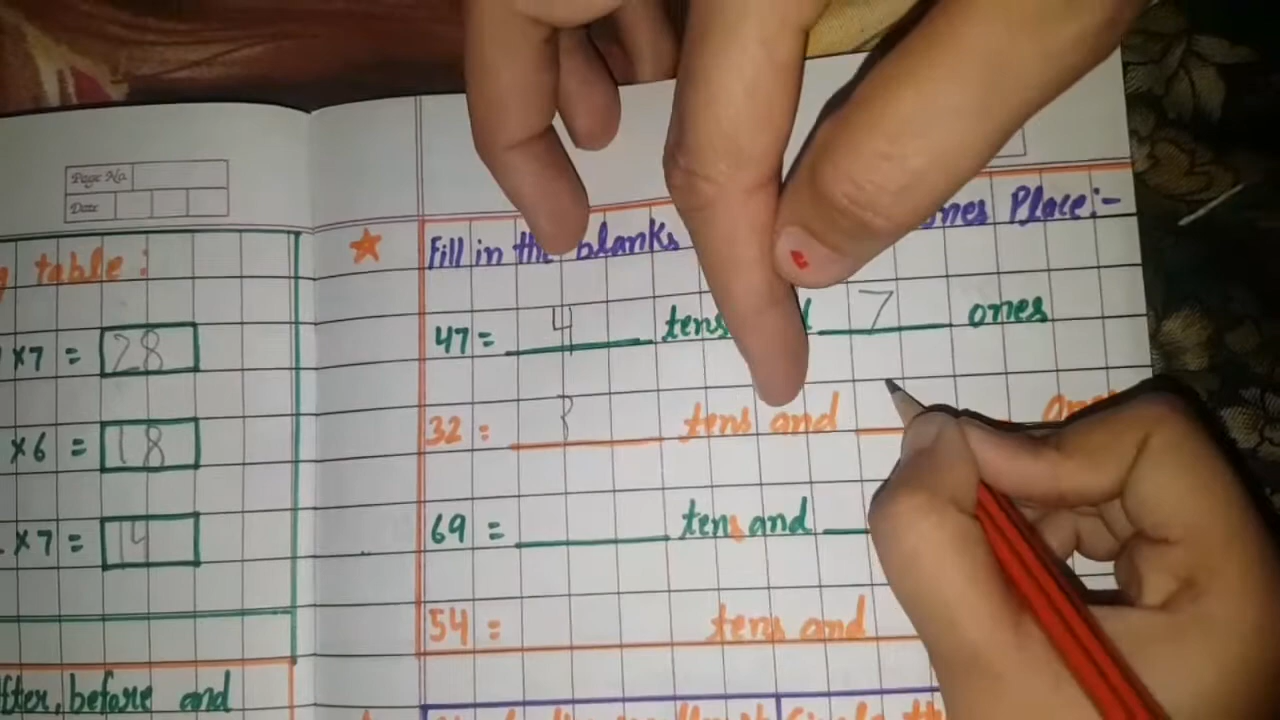 Page No.
Date
table:
×7 = 28
×6 = 18
×7 = 14
before and
Fill in the blanks ones Place:-
47 = 4 tens 7 ones
32 = 3 tens and
69 = tens and
54 = tens and